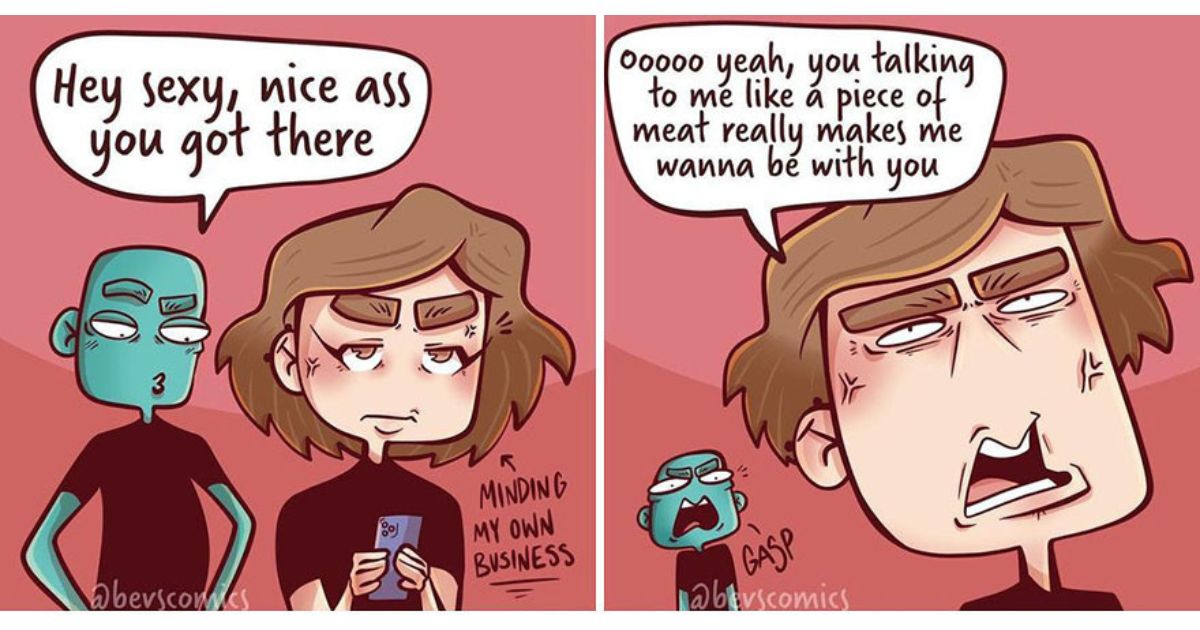 Hey sexy, nice ass
you got there
MINDING
MY OWN
BUSINESS
@bevscomics
Ooooo yeah, you talking
to me like a piece of
meat really makes me
wanna be with you
GASP
@bevscomics